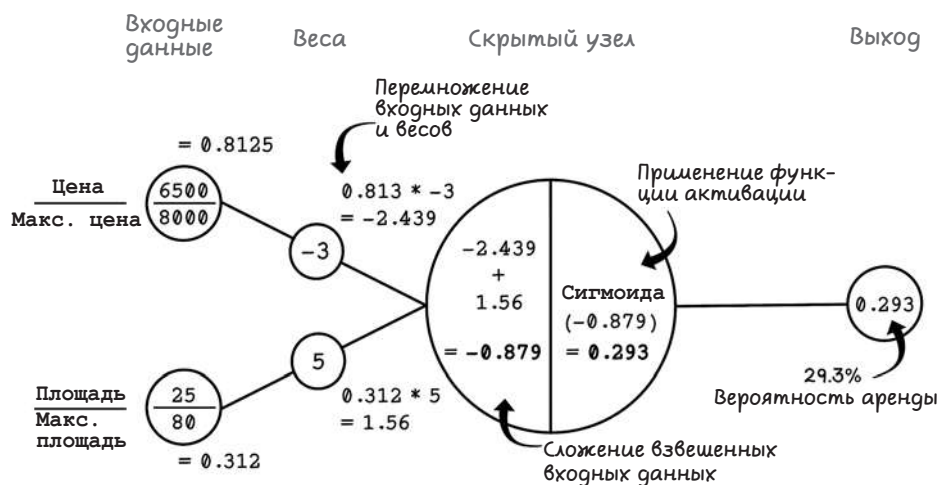 Входные
данные
Веса
Скрытый узел
Выход
Перемножение
входных данных
и весов
= 0.8125
Цена
Макс. цена
6500
8000
0.813 * -3
= -2.439
-3
Применение функ-
ции активации
-2.439
+
1.56
= -0.879
Сигмоида
(-0.879)
= 0.293
0.293
29.3%
Вероятность аренды
5
0.312 * 5
= 1.56
Площадь
Макс.
площадь
25
80
= 0.312
Сложение взвешенных
входных данных